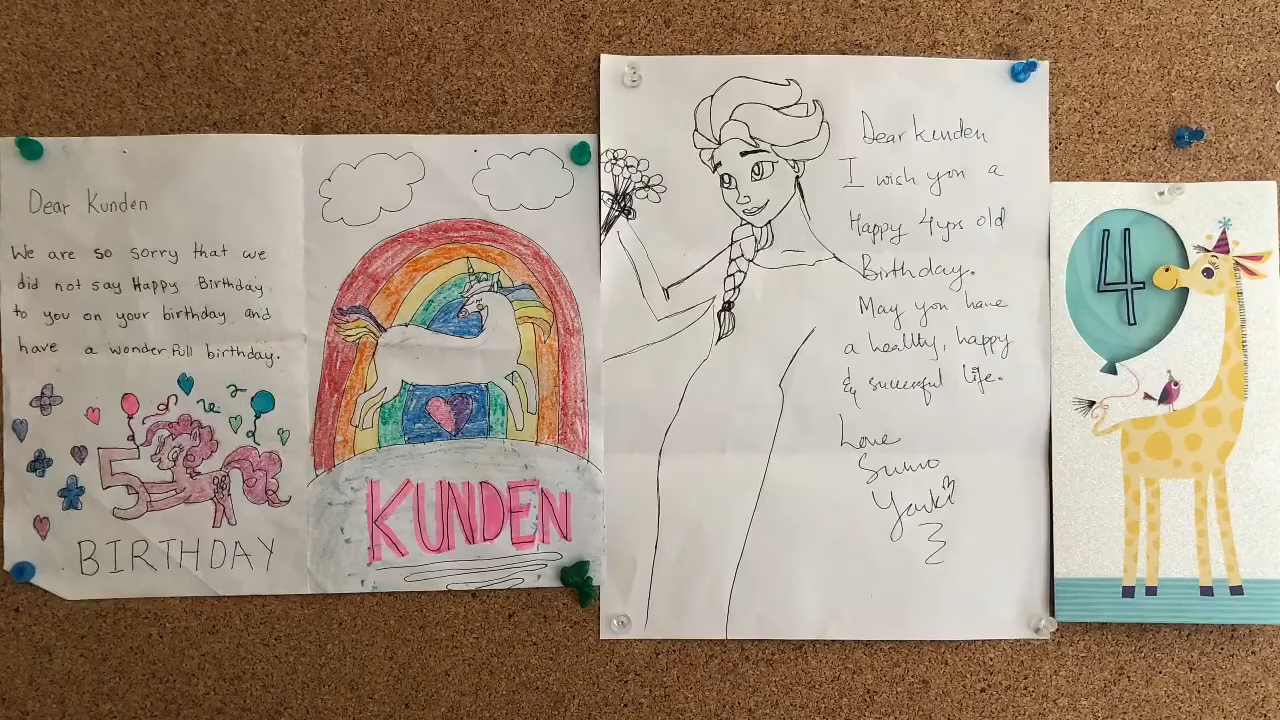 Dear Kunden
We are so sorry that we
did not say Happy Birthday
to you on your birthday and
have a wonderfull birthday.
5
BIRTHDAY
KUNDEN
Dear Kunden
I wish you a
Happy 4yrs old
Birthday.
May you have
a healthy, happy
& successful life.
Love
4